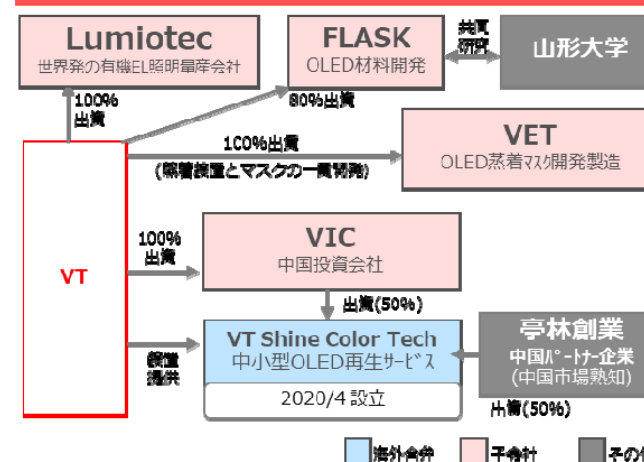 Lumiotec
世界発の有機EL照明量産会社
FLASK
OLED材料開発
共同
研究
山形大学
100%
出資
80%出資
100%出資
(蒸着装置とマスクの一貫開発)
VET
OLED蒸着ﾏｽｸ開発製造
VT
100%
出資
VIC
中国投資会社
出資(50%)
VT Shine Color Tech
中小型OLED再生ｻｰﾋﾞｽ
2020/4 設立
装置
提供
亭林創業
中国ﾊﾟｰﾄﾅｰ企業
(中国市場熟知)
出資(50%)
海外合弁
子会社
その